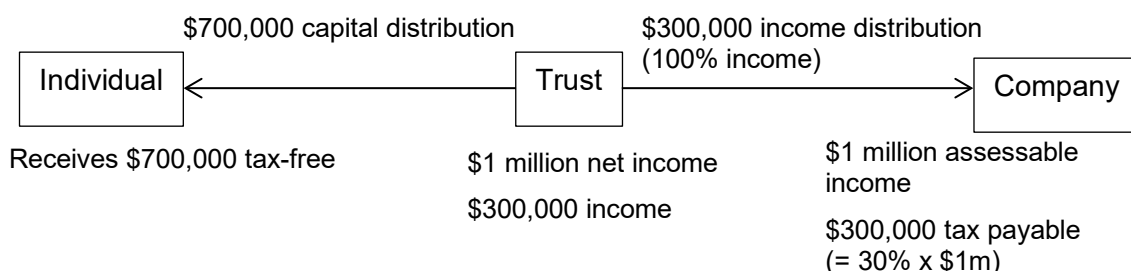 $700,000 capital distribution
$300,000 income distribution
(100% income)
Individual
Trust
Company
Receives $700,000 tax-free
$1 million net income
$300,000 income
$1 million assessable
income
$300,000 tax payable
(= 30% x $1m)